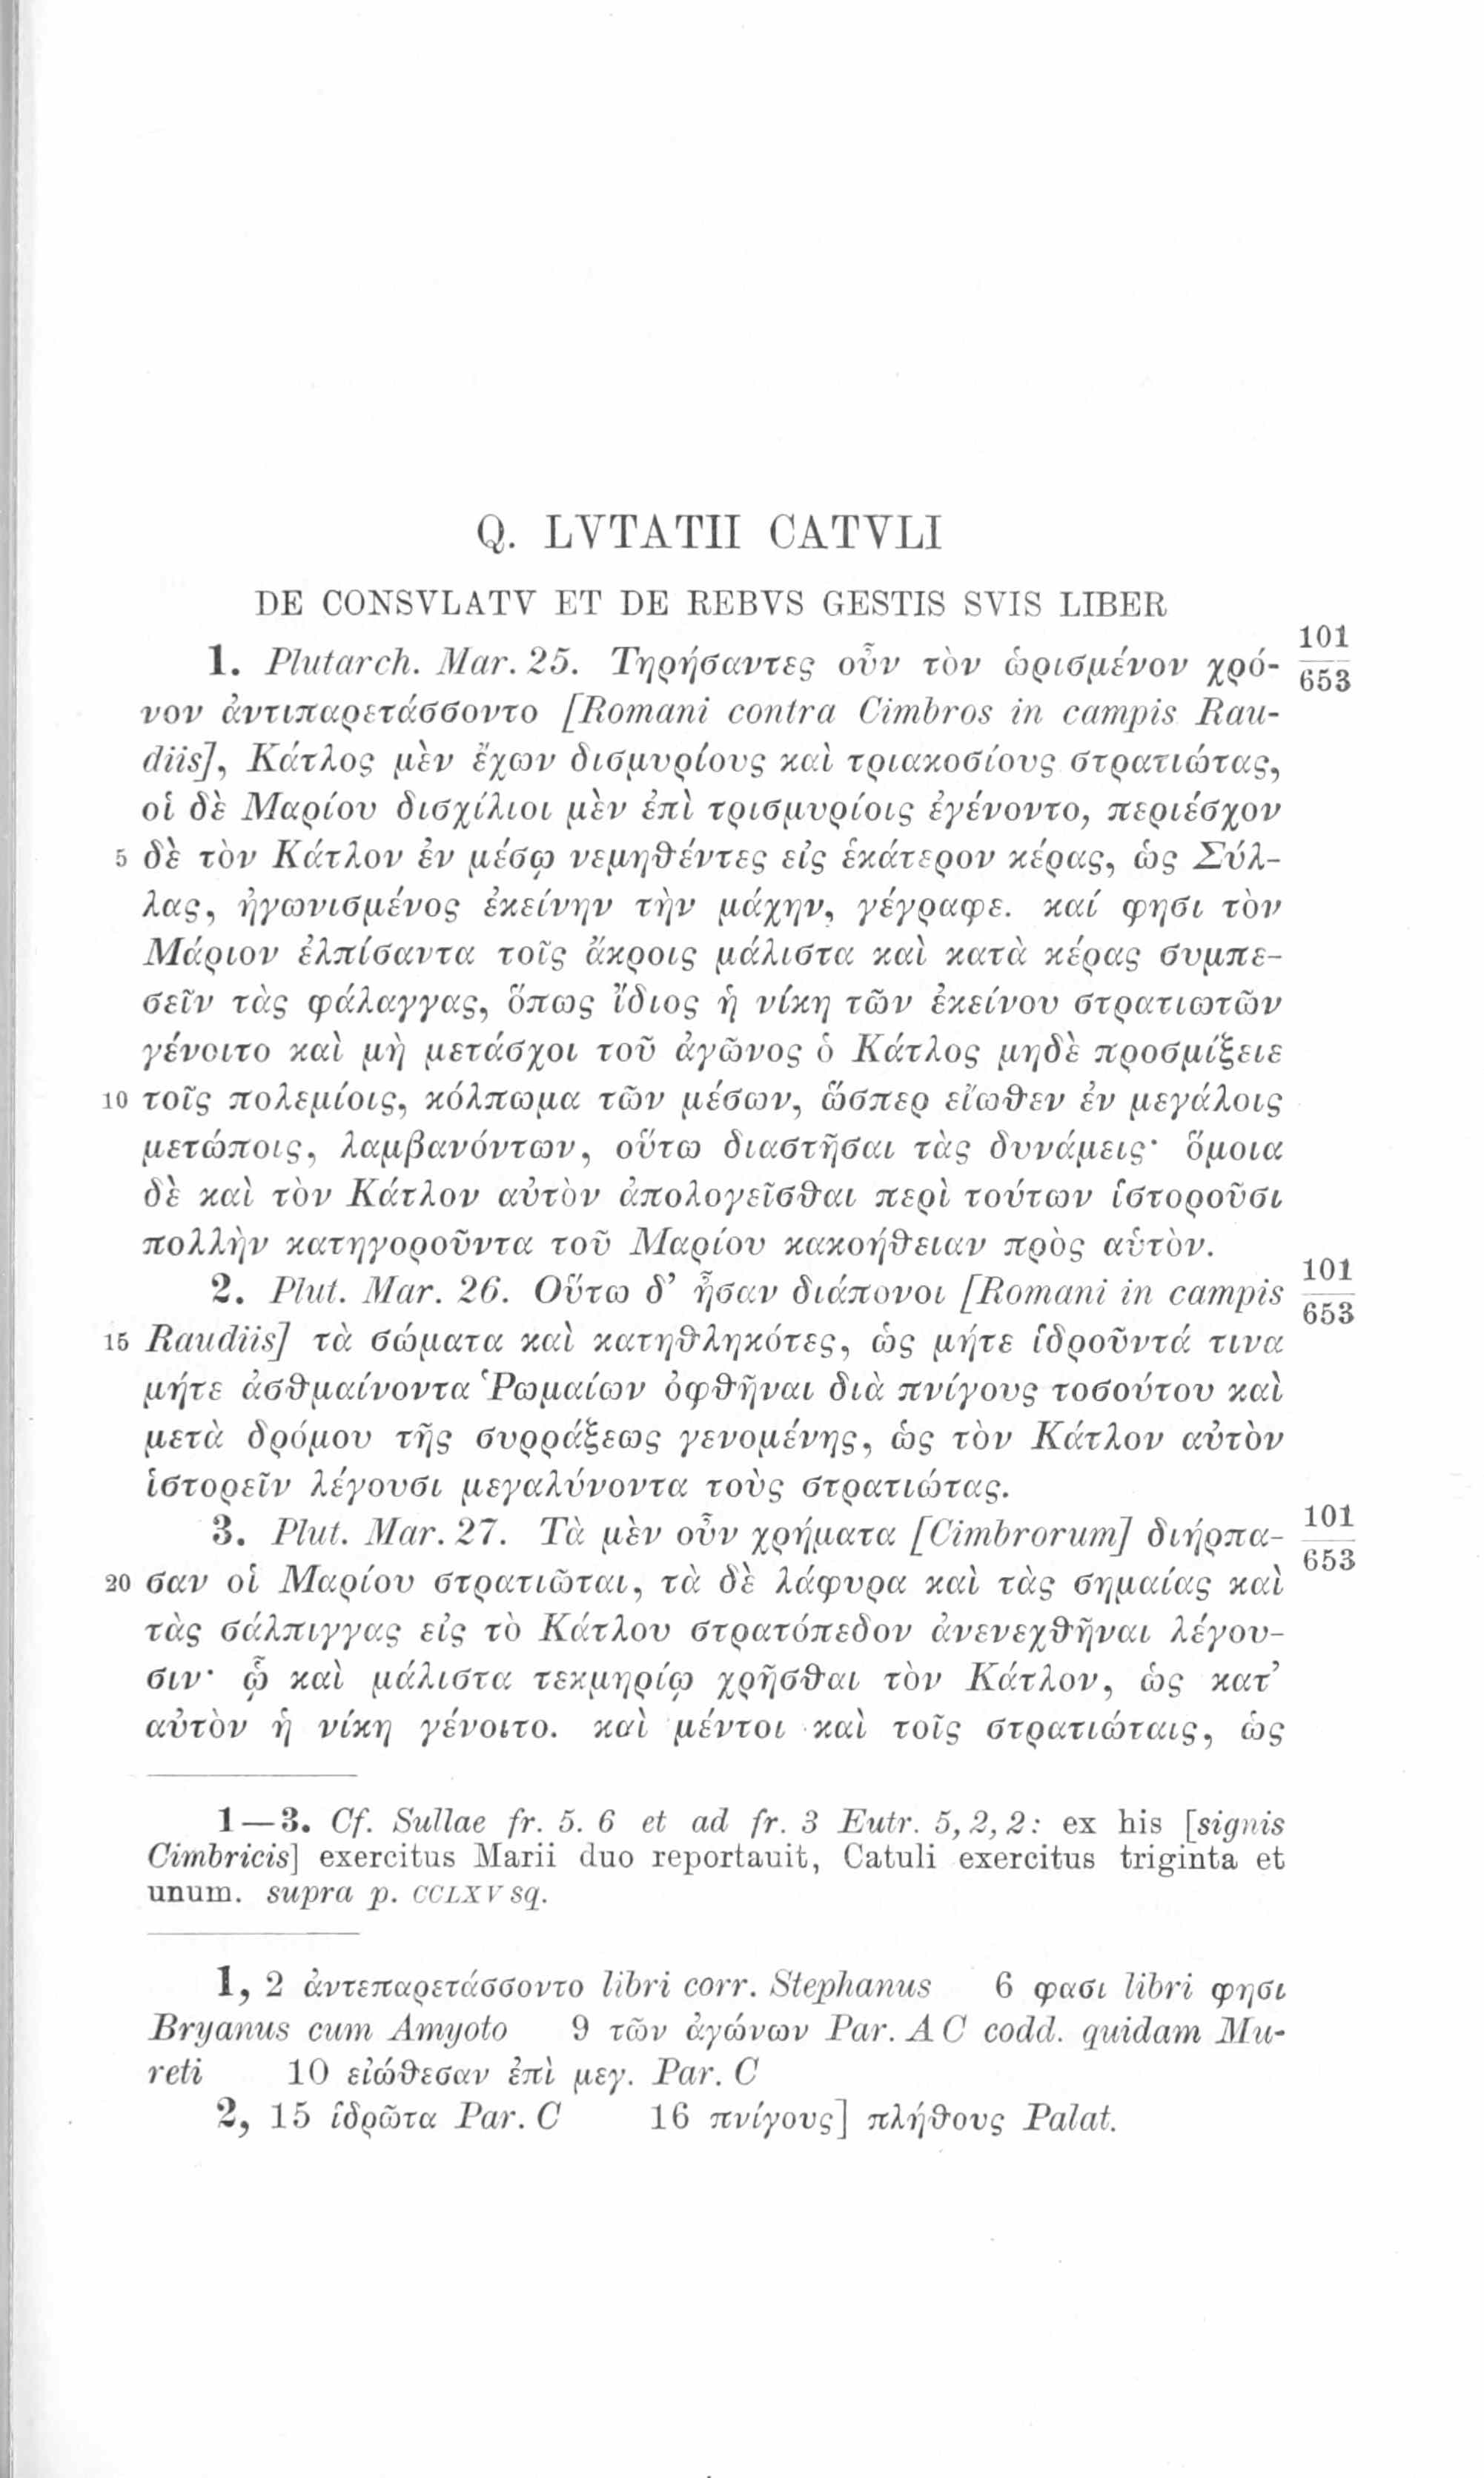 Q. LVTATII CATVLI
DE CONSVLATV ET DE REBVS GESTIS SVIS LIBER
1. Plutarch. Mar. 25. Τηρήσαντες οὖν τὸν ὡρισμένον χρό- 101/653
νον ἀντιπαρετάσσοντο [Romani contra Cimbros in campis Rau-
diis], Κάτλος μὲν ἔχων δισμυρίους καὶ τριακοσίους στρατιώτας,
οἱ δὲ Μαρίου δισχίλιοι μὲν ἐπὶ τρισμυρίοις ἐγένοντο, περιέσχον
5 δὲ τὸν Κάτλον ἐν μέσῳ νεμηθέντες εἰς ἑκάτερον κέρας, ὡς Σύλ-
λας, ἠγωνισμένος ἐκείνην τὴν μάχην, γέγραφε. καί φησι τὸν
Μάριον ἐλπίσαντα τοῖς ἄκροις μάλιστα καὶ κατὰ κέρας συμπε-
σεῖν τὰς φάλαγγας, ὅπως ἴδιος ἡ νίκη τῶν ἐκείνου στρατιωτῶν
γένοιτο καὶ μὴ μετάσχοι τοῦ ἀγῶνος ὁ Κάτλος μηδὲ προσμίξειε
10 τοῖς πολεμίοις, κόλπωμα τῶν μέσων, ὥσπερ εἴωθεν ἐν μεγάλοις
μετώποις, λαμβανόντων, οὕτω διαστῆσαι τὰς δυνάμεις· ὅμοια
δὲ καὶ τὸν Κάτλον αὐτὸν ἀπολογεῖσθαι περὶ τούτων ἱστοροῦσι
πολλὴν κατηγοροῦντα τοῦ Μαρίου κακοήθειαν πρὸς αὑτὸν.
2. Plut. Mar. 26. Οὕτω δ’ ἦσαν διάπονοι [Romani in campis 101/653
15 Raudiis] τὰ σώματα καὶ κατηθληκότες, ὡς μήτε ἱδροῦντά τινα
μήτε ἀσθμαίνοντα Ῥωμαίων ὀφθῆναι διὰ πνίγους τοσούτου καὶ
μετὰ δρόμου τῆς συρράξεως γενομένης, ὡς τὸν Κάτλον αὐτὸν
ἱστορεῖν λέγουσι μεγαλύνοντα τοὺς στρατιώτας.
3. Plut. Mar. 27. Τὰ μὲν οὖν χρήματα [Cimbrorum] διήρπα- 101/653
20 σαν οἱ Μαρίου στρατιῶται, τὰ δὲ λάφυρα καὶ τὰς σημαίας καὶ
τὰς σάλπιγγας εἰς τὸ Κάτλου στρατόπεδον ἀνενεχθῆναι λέγου-
σιν· ᾧ καὶ μάλιστα τεκμηρίῳ χρῆσθαι τὸν Κάτλον, ὡς κατ’
αὐτὸν ἡ νίκη γένοιτο. καὶ μέντοι καὶ τοῖς στρατιώταις, ὡς
1—3. Cf. Sullae fr. 5. 6 et ad fr. 3 Eutr. 5, 2, 2: ex his [signis
Cimbricis] exercitus Marii duo reportauit, Catuli exercitus triginta et
unum. supra p. CCLXV sq.
1, 2 ἀντεπαρετάσσοντο libri corr. Stephanus 6 φασι libri φησι
Bryanus cum Amyoto 9 τῶν ἀγώνων Par. A C codd. quidam Mu-
reti 10 εἰώθεσαν ἐπὶ μεγ. Par. C
2, 15 ἱδρῶτα Par. C 16 πνίγους] πλήθους Palat.